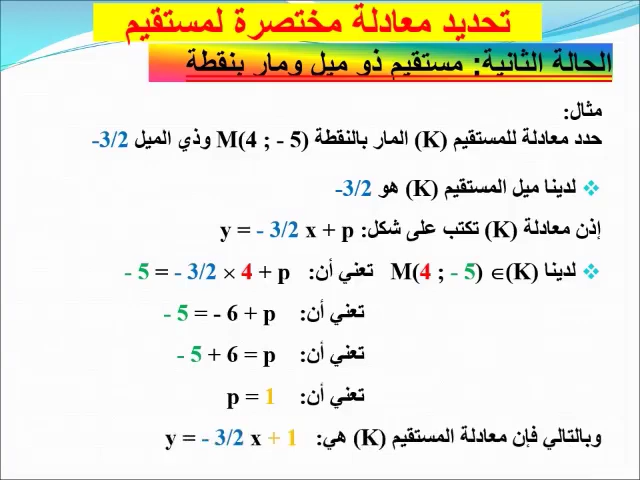 تحديد معادلة مختصرة لمستقيم
الحالة الثانية: مستقيم ذو ميل ومار بنقطة
مثال:
حدد معادلة للمستقيم (K) المار بالنقطة M(4 ; - 5) وذي الميل -3/2
لدينا ميل المستقيم (K) هو -3/2
إذن معادلة (K) تكتب على شكل: y = - 3/2 x + p
لدينا M(4 ; - 5) ∈(K) تعني أن: - 5 = - 3/2 × 4 + p
تعني أن: - 5 = - 6 + p
تعني أن: - 5 + 6 = p
تعني أن: p = 1
وبالتالي فإن معادلة المستقيم (K) هي: y = - 3/2 x + 1